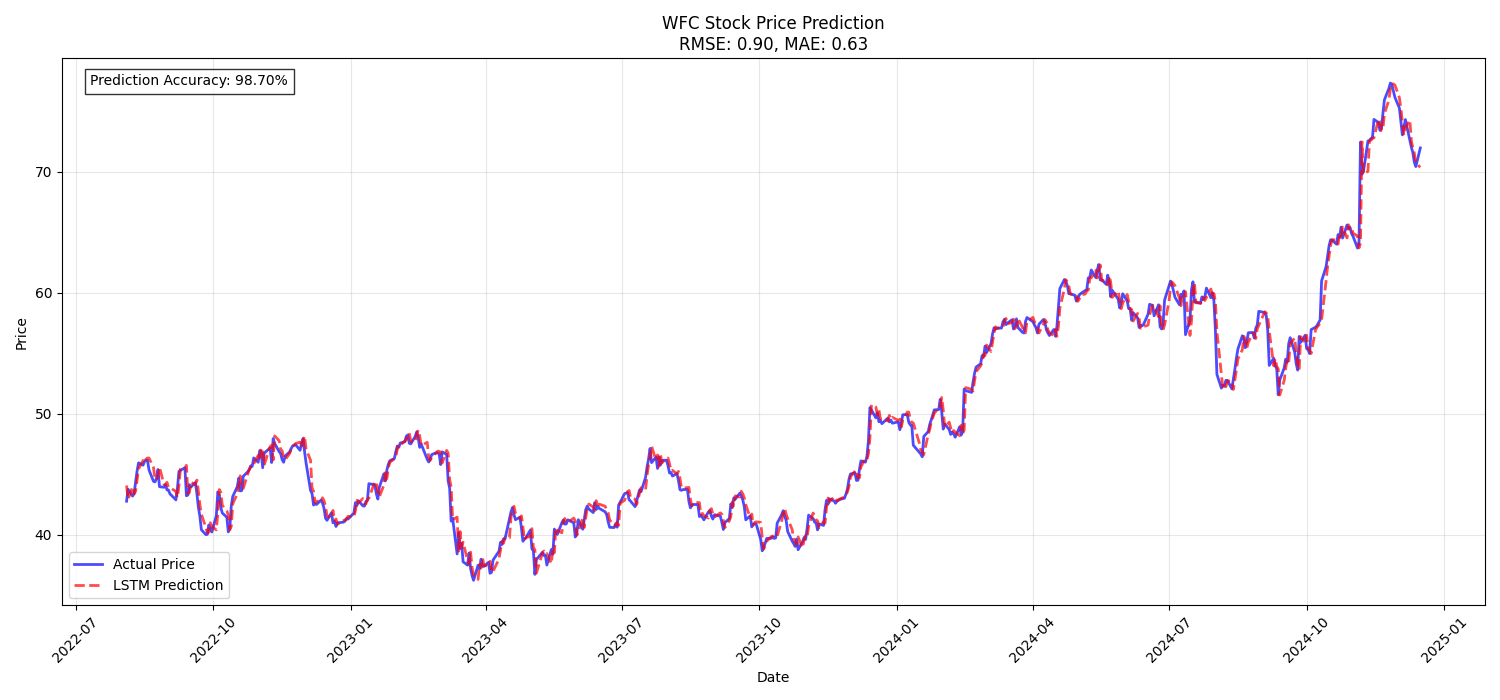 WFC Stock Price Prediction
RMSE: 0.90, MAE: 0.63
Prediction Accuracy: 98.70%
Price
70
60
50
40
Actual Price
LSTM Prediction
2022-07
2022-10
2023-01
2023-04
2023-07
2023-10
2024-01
2024-04
2024-07
2024-10
2025-01
Date